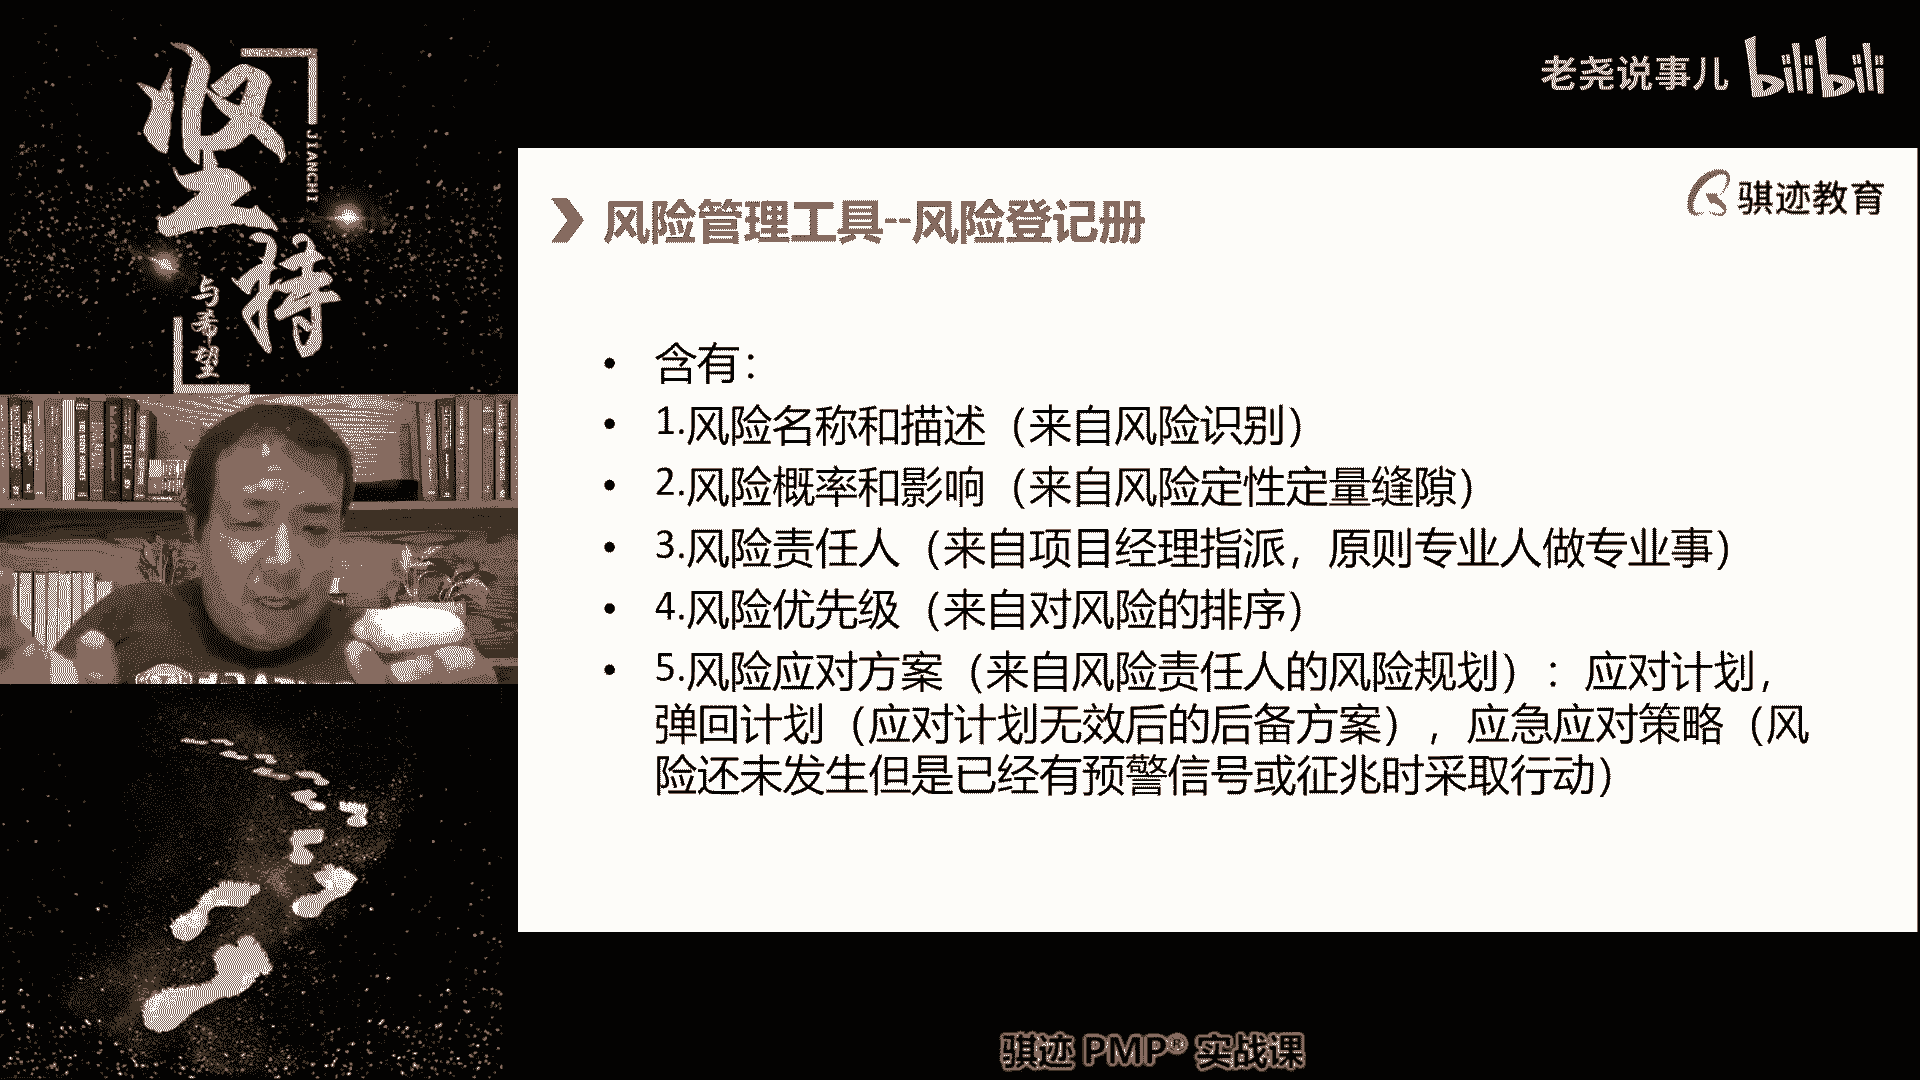 坚持
JIANCHI
与希望
老尧说事儿 bilibili
骐迹教育
风险管理工具--风险登记册
• 含有：
• 1.风险名称和描述（来自风险识别）
• 2.风险概率和影响（来自风险定性定量缝隙）
• 3.风险责任人（来自项目经理指派，原则专业人做专业事）
• 4.风险优先级（来自对风险的排序）
• 5.风险应对方案（来自风险责任人的风险规划）：应对计划，
弹回计划（应对计划无效后的后备方案），应急应对策略（风
险还未发生但是已经有预警信号或征兆时采取行动）
骐迹 PMP® 实战课